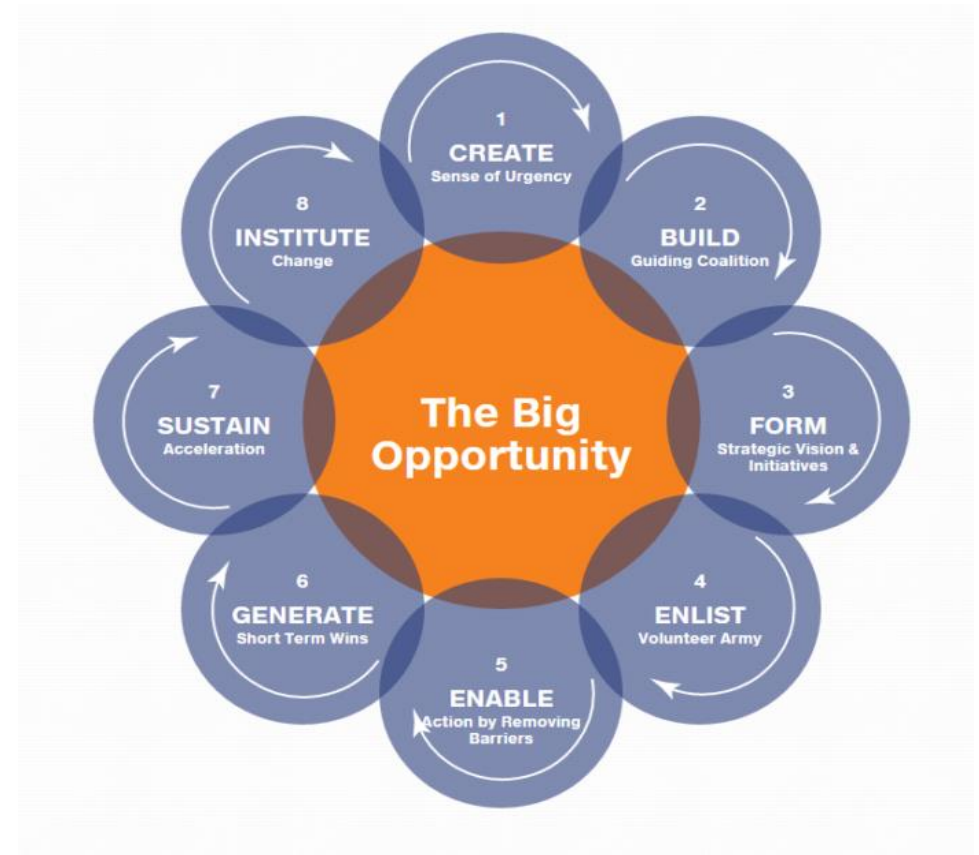 1
CREATE
Sense of Urgency
2
BUILD
Guiding Coalition
3
FORM
Strategic Vision &
Initiatives
4
ENLIST
Volunteer Army
5
ENABLE
Action by Removing
Barriers
6
GENERATE
Short Term Wins
7
SUSTAIN
Acceleration
8
INSTITUTE
Change
The Big
Opportunity